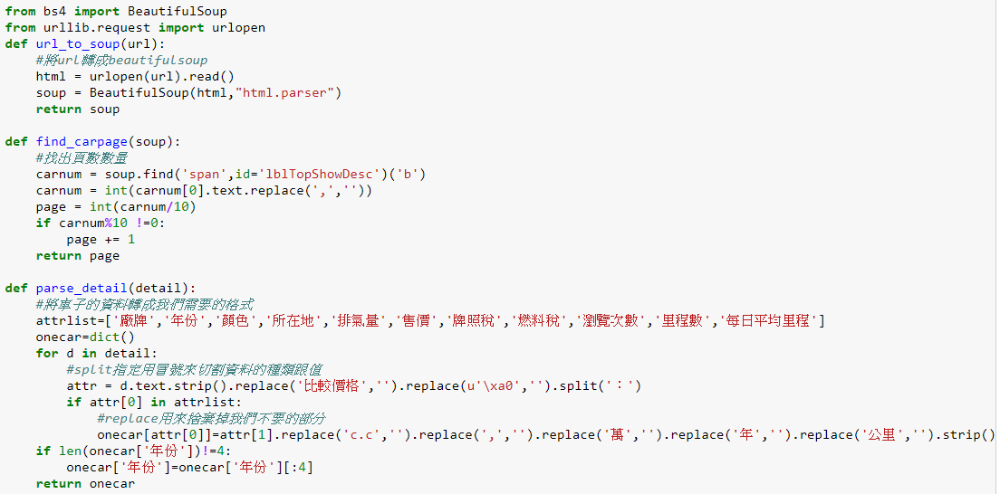 from bs4 import BeautifulSoup
from urllib.request import urlopen
def url_to_soup(url):
    #將url轉成beautifulsoup
    html = urlopen(url).read()
    soup = BeautifulSoup(html,"html.parser")
    return soup

def find_carpage(soup):
    #找出頁數數量
    carnum = soup.find('span',id='lblTopShowDesc')('b')
    carnum = int(carnum[0].text.replace(',',''))
    page = int(carnum/10)
    if carnum%10 !=0:
        page += 1
    return page

def parse_detail(detail):
    #將車子的資料轉成我們需要的格式
    attrlist=['廠牌','年份','顏色','所在地','排氣量','售價','牌照稅','燃料稅','瀏覽次數','里程數','每日平均里程']
    onecar=dict()
    for d in detail:
        #split指定用冒號來切割資料的種類跟值
        attr = d.text.strip().replace('比較價格','').replace(u'\xa0','').split('：')
        if attr[0] in attrlist:
            #replace用來捨棄掉我們不要的部分
            onecar[attr[0]]=attr[1].replace('c.c','').replace(',','').replace('萬','').replace('年','').replace('公里','').strip()
    if len(onecar['年份'])!=4:
        onecar['年份']=onecar['年份'][:4]
    return onecar